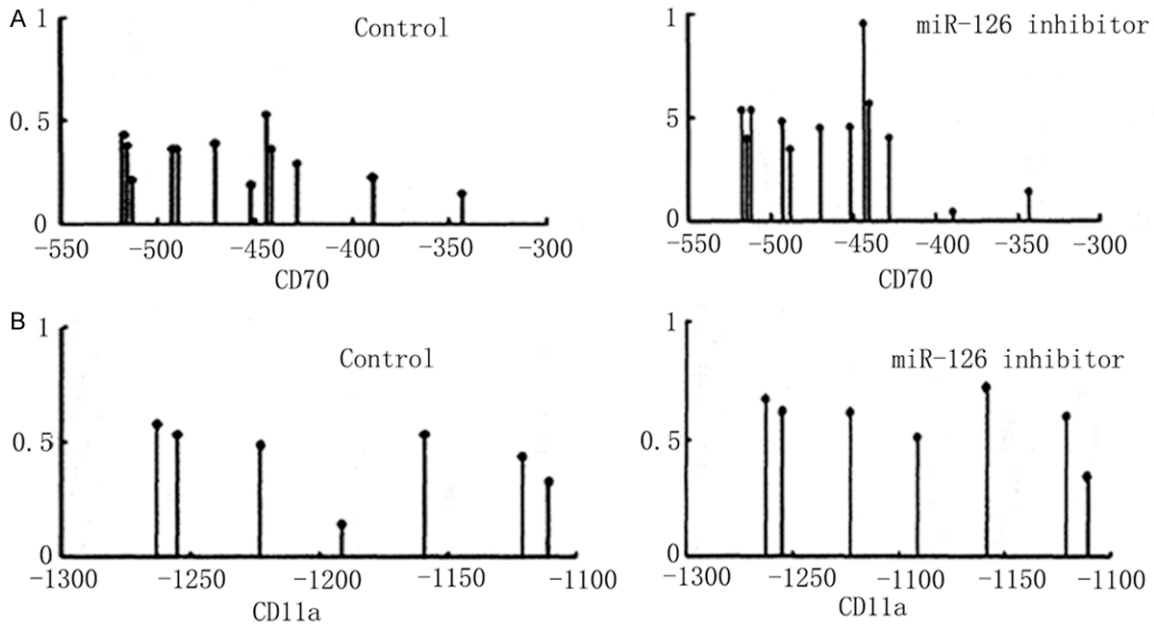 A
Control
1
0.5
0
-550 -500 -450 -400 -350 -300
CD70
miR-126 inhibitor
1
5
0
-550 -500 -450 -400 -350 -300
CD70
B
Control
1
0.5
0
-1300 -1250 -1200 -1150 -1100
CD11a
miR-126 inhibitor
1
0.5
0
-1300 -1250 -1100 -1150 -1100
CD11a